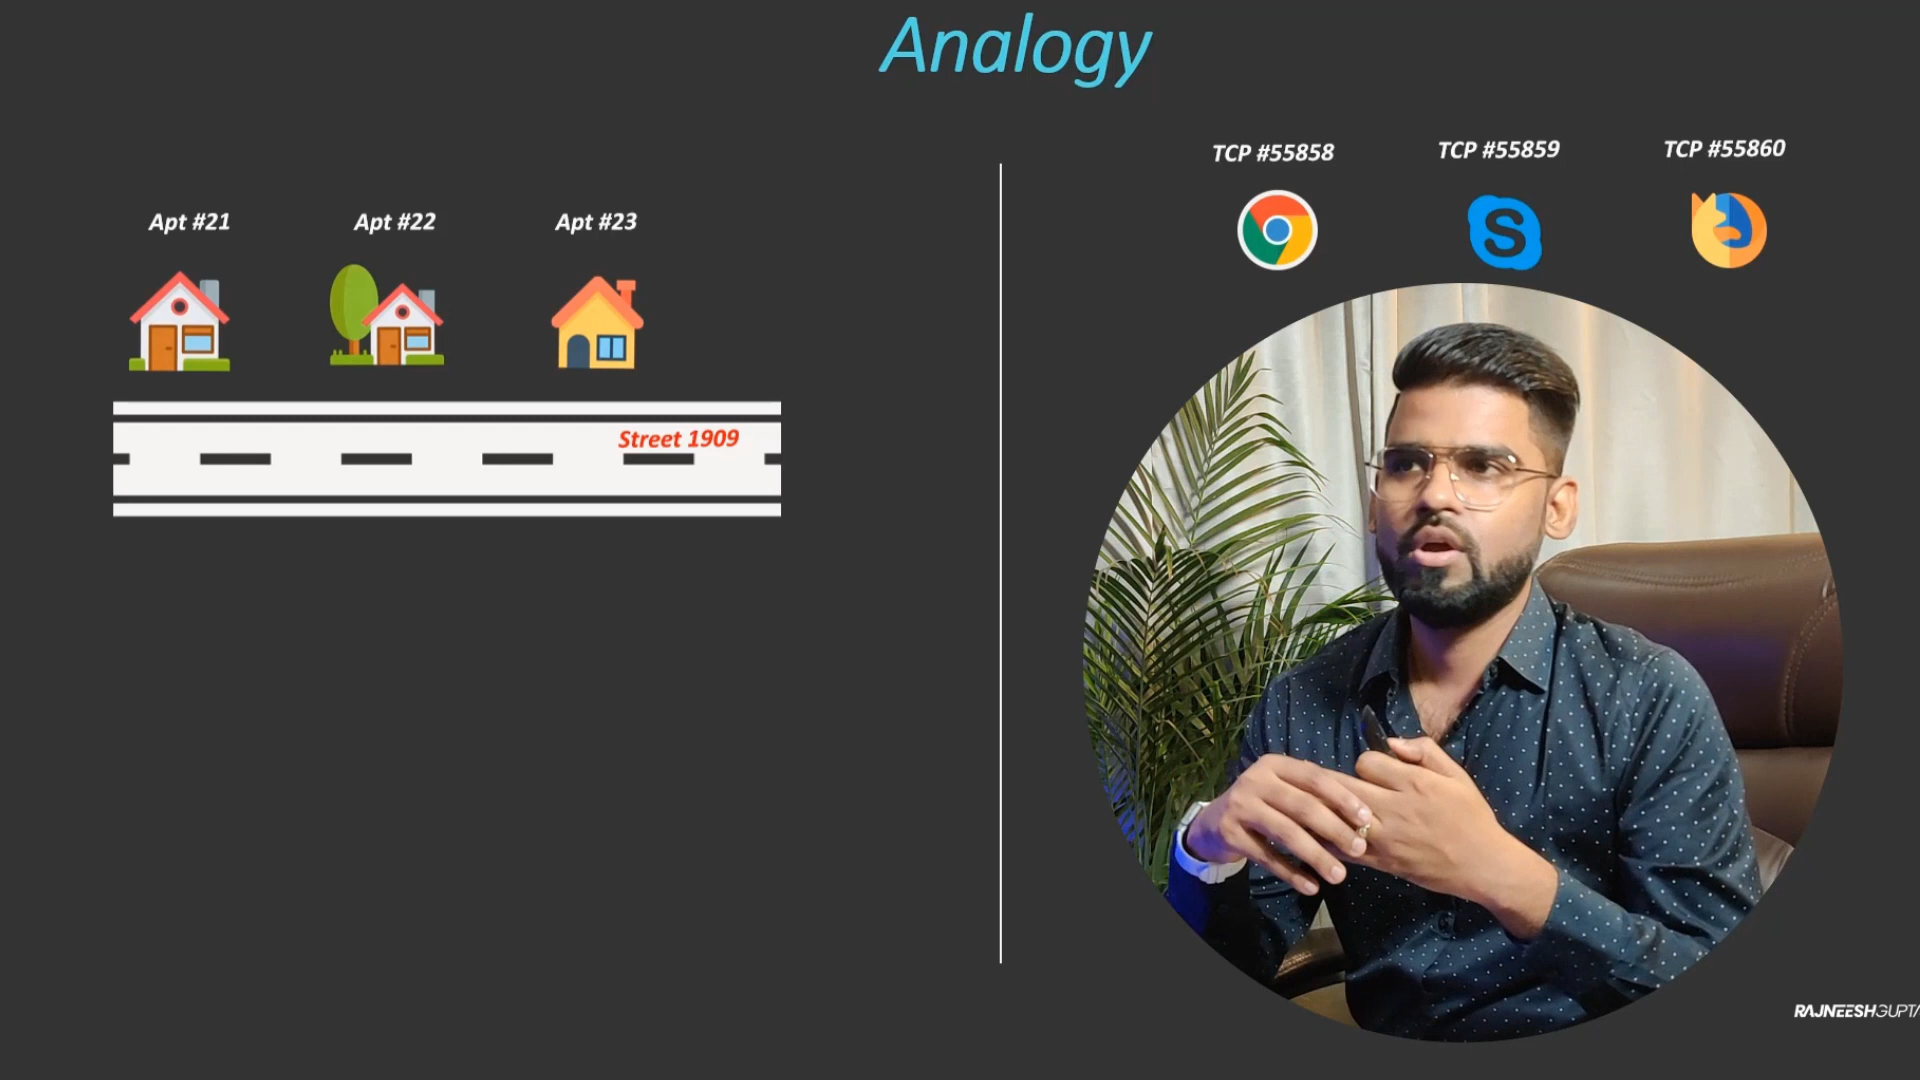 Analogy
Apt #21
Apt #22
Apt #23
Street 1909
TCP #55858
TCP #55859
TCP #55860
S
RAJNEESHGUPTA